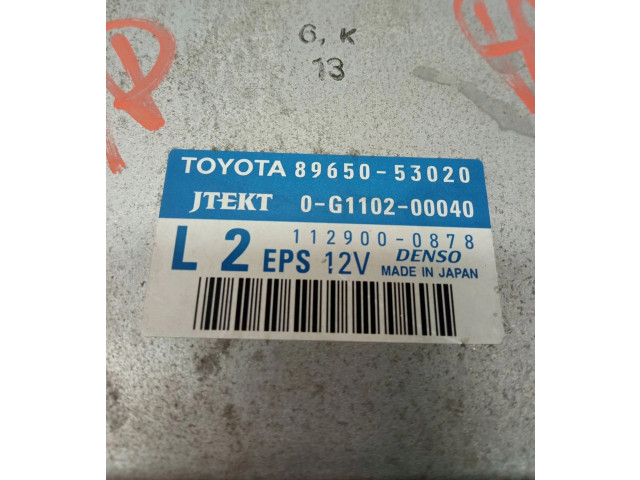 6, K
13
TOYOTA 89650-53020
JTEKT 0-G1102-00040
112900-0878
L 2 EPS 12V DENSO
MADE IN JAPAN